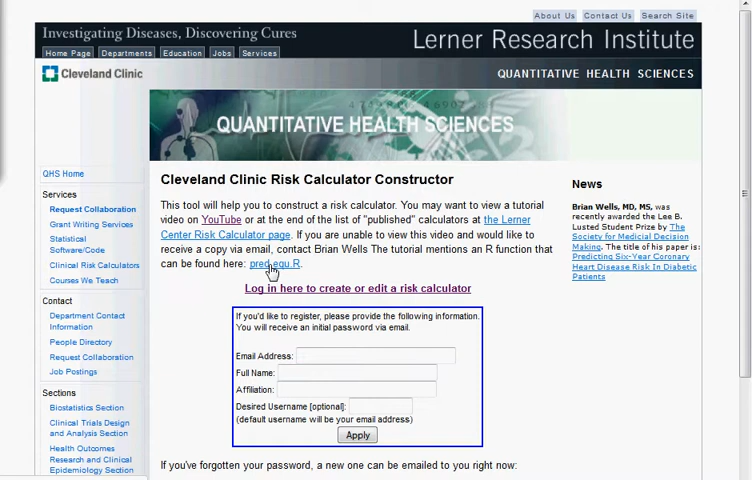 About Us Contact Us Search Site
Investigating Diseases, Discovering Cures
Lerner Research Institute
Home Page Departments Education Jobs Services
Cleveland Clinic
QUANTITATIVE HEALTH SCIENCES
QUANTITATIVE HEALTH SCIENCES
QHS Home
Services
Request Collaboration
Grant Writing Services
Statistical
Software/Code
Clinical Risk Calculators
Courses We Teach
Contact
Department Contact
Information
People Directory
Request Collaboration
Job Postings
Sections
Biostatistics Section
Clinical Trials Design
and Analysis Section
Health Outcomes
Research and Clinical
Epidemiology Section
Cleveland Clinic Risk Calculator Constructor
This tool will help you to construct a risk calculator. You may want to view a tutorial
video on YouTube or at the end of the list of "published" calculators at the Lerner
Center Risk Calculator page. If you are unable to view this video and would like to
receive a copy via email, contact Brian Wells The tutorial mentions an R function that
can be found here: pred.equ.R.
Log in here to create or edit a risk calculator
If you'd like to register, please provide the following information.
You will receive an initial password via email.
Email Address:
Full Name:
Affiliation:
Desired Username [optional]:
(default username will be your email address)
Apply
If you've forgotten your password, a new one can be emailed to you right now:
News
Brian Wells, MD, MS, was
recently awarded the Lee B.
Lusted Student Prize by The
Society for Medical Decision
Making.
The title of his paper is:
Predicting Six-Year Coronary
Heart Disease Risk In Diabetic
Patients